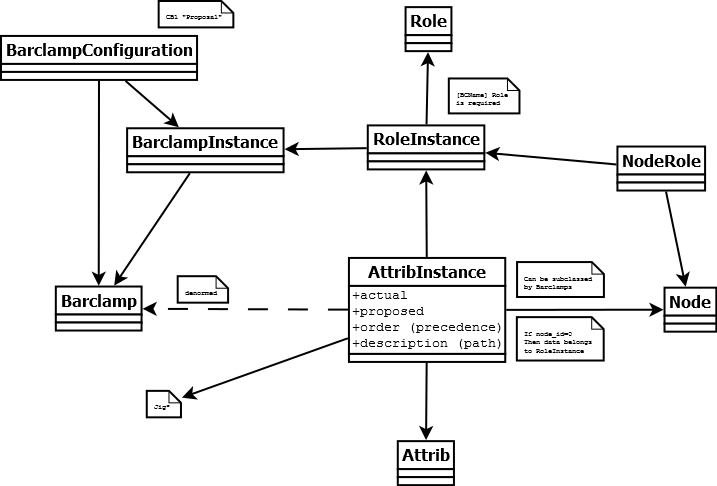 CB1 "Proposal"
Role
BarclampConfiguration
[BCName] Role
is required
BarclampInstance
RoleInstance
NodeRole
AttribInstance
+actual
+proposed
+order (precedence)
+description (path)
Can be subclassed
by Barclamps
denormed
Barclamp
Node
If node_id=0
Then data belongs
to RoleInstance
Jig"
Attrib